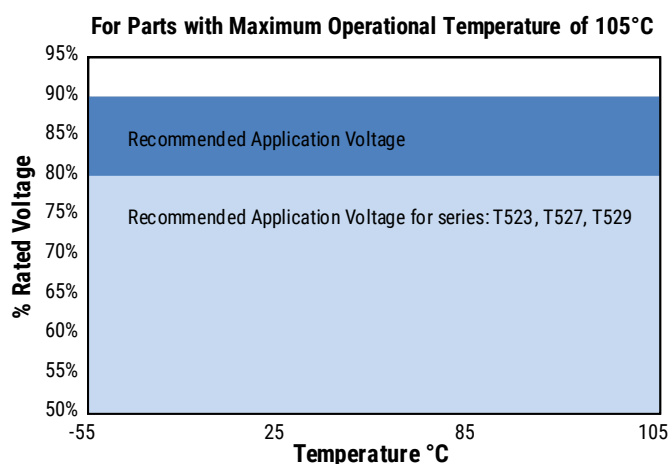 For Parts with Maximum Operational Temperature of 105°C
95%
90%
85%
80%
75%
70%
65%
60%
55%
50%
% Rated Voltage
Recommended Application Voltage
Recommended Application Voltage for series: T523, T527, T529
-55
25
85
105
Temperature °C